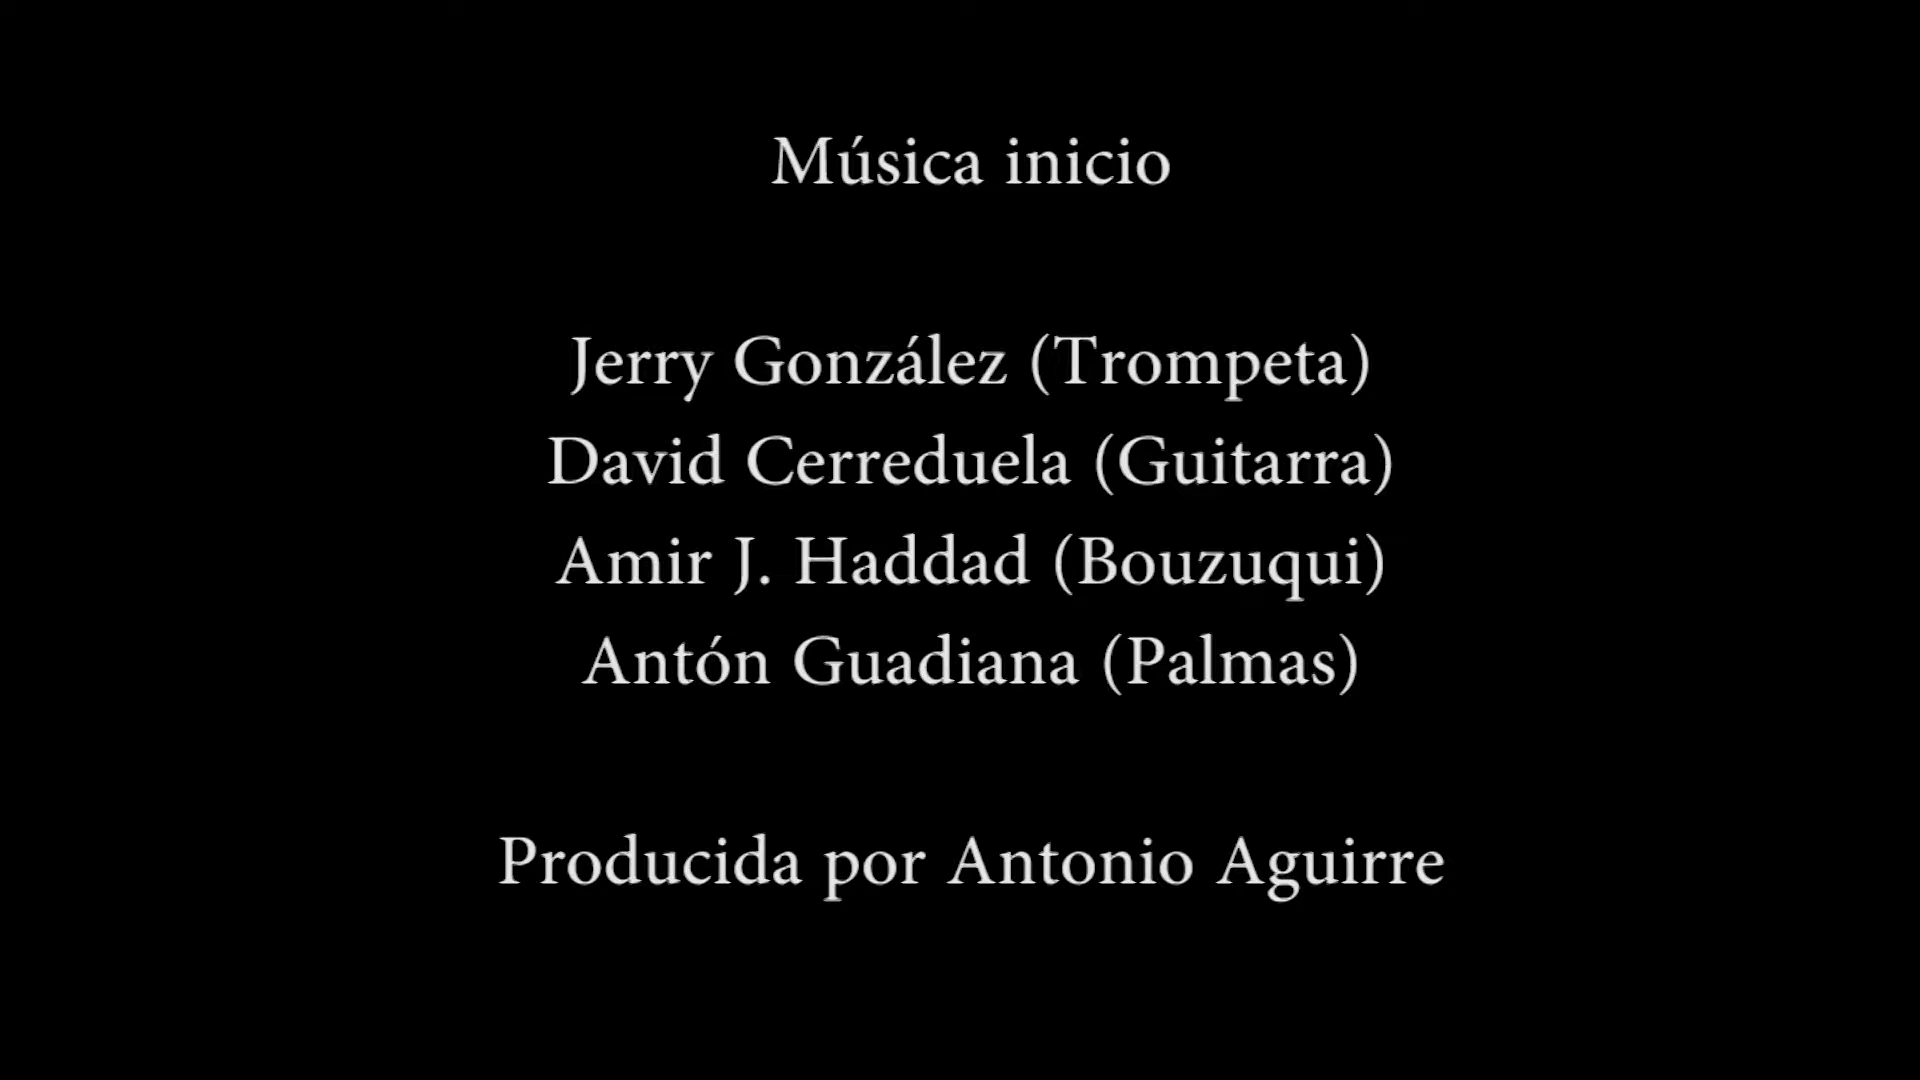 Música inicio
Jerry González (Trompeta)
David Cerreduela (Guitarra)
Amir J. Haddad (Bouzuqui)
Antón Guadiana (Palmas)
Producida por Antonio Aguirre